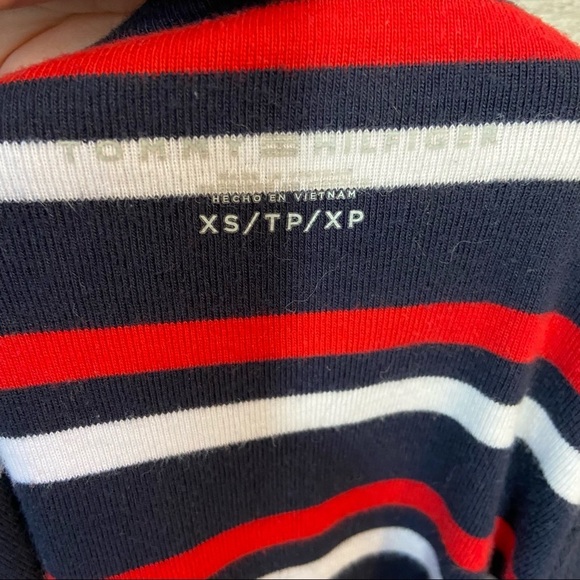 TOMMY HILFIGER
HECHO EN VIETNAM
XS/TP/XP